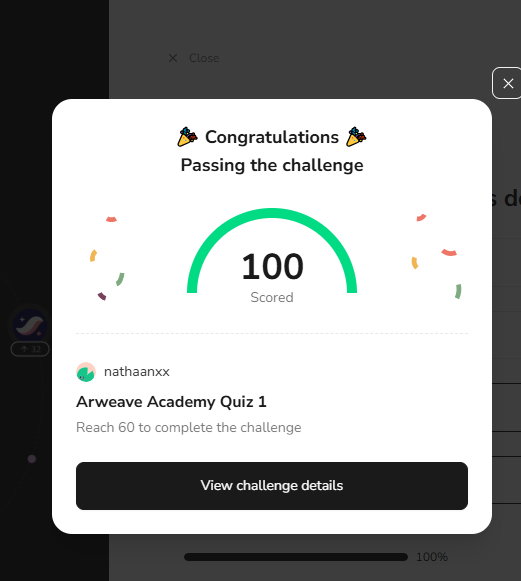 Close
🎉 Congratulations 🎉
Passing the challenge
100
Scored
nathaanxx
Arweave Academy Quiz 1
Reach 60 to complete the challenge
View challenge details
100%